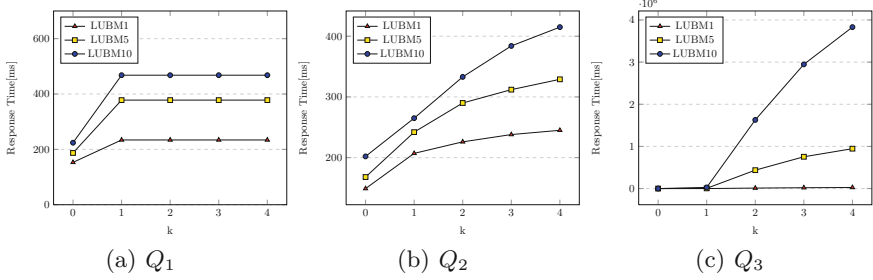 600
400
200
0
0 1 2 3 4
k
Response Time[ms]
LUBM1
LUBM5
LUBM10
(a) Q1
400
300
200
0 1 2 3 4
k
Response Time[ms]
LUBM1
LUBM5
LUBM10
(b) Q2
·10⁶
4
3
2
1
0
0 1 2 3 4
k
Response Time[ms]
LUBM1
LUBM5
LUBM10
(c) Q3